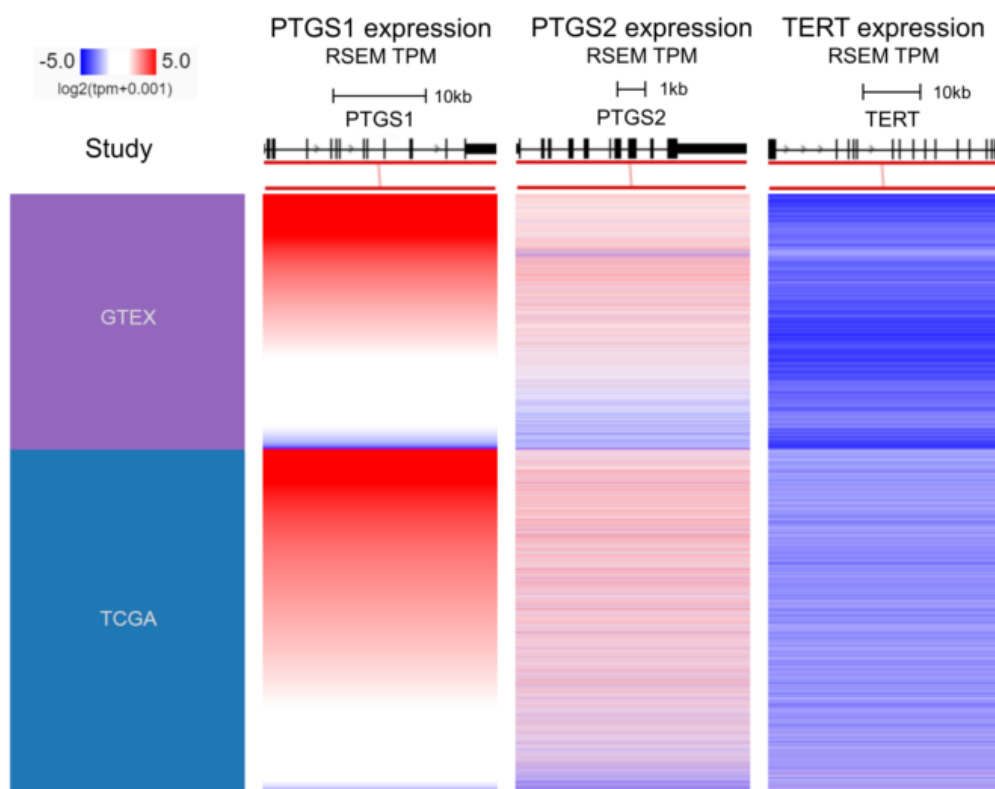 PTGS1 expression
RSEM TPM
10kb
PTGS1
PTGS2 expression
RSEM TPM
1kb
PTGS2
TERT expression
RSEM TPM
10kb
TERT
-5.0 5.0
log2(tpm+0.001)
Study
GTEX
TCGA